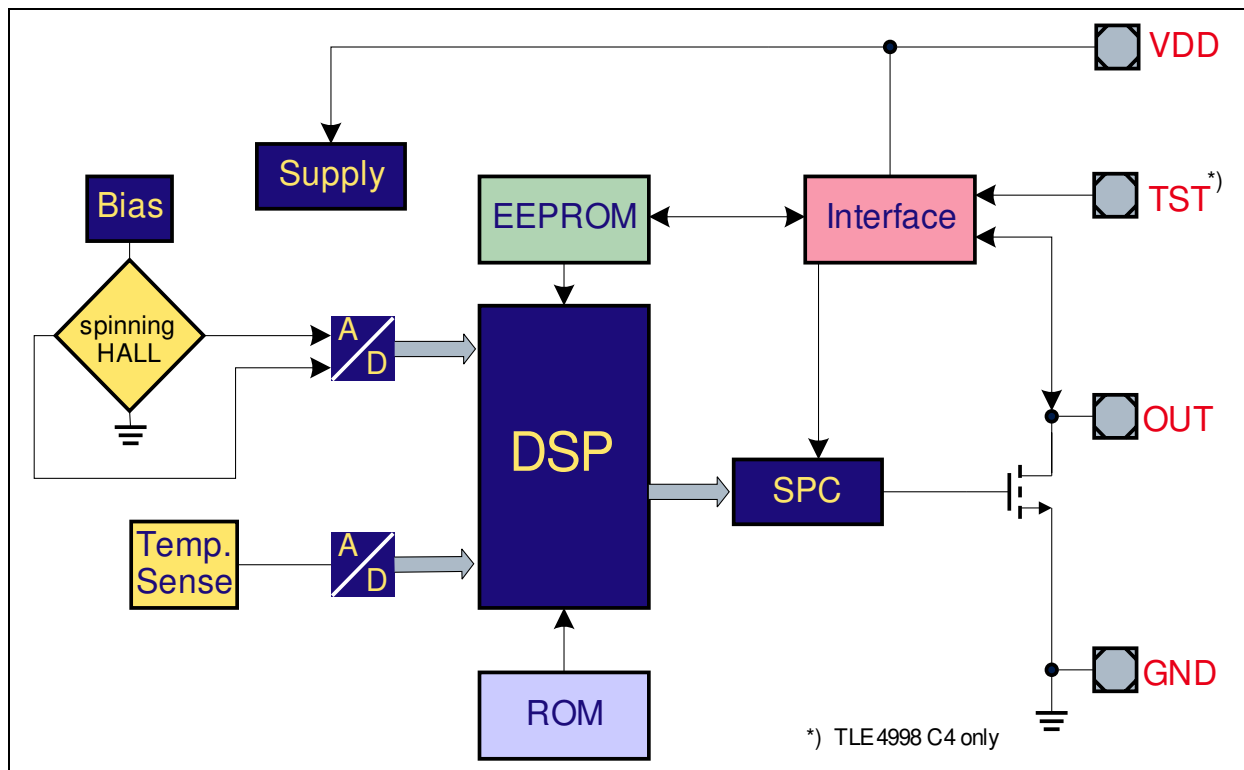 VDD
Supply
Bias
EEPROM
Interface
TST*)
spinning
HALL
A
D
DSP
OUT
SPC
Temp.
Sense
A
D
GND
ROM
*) TLE4998 C4 only